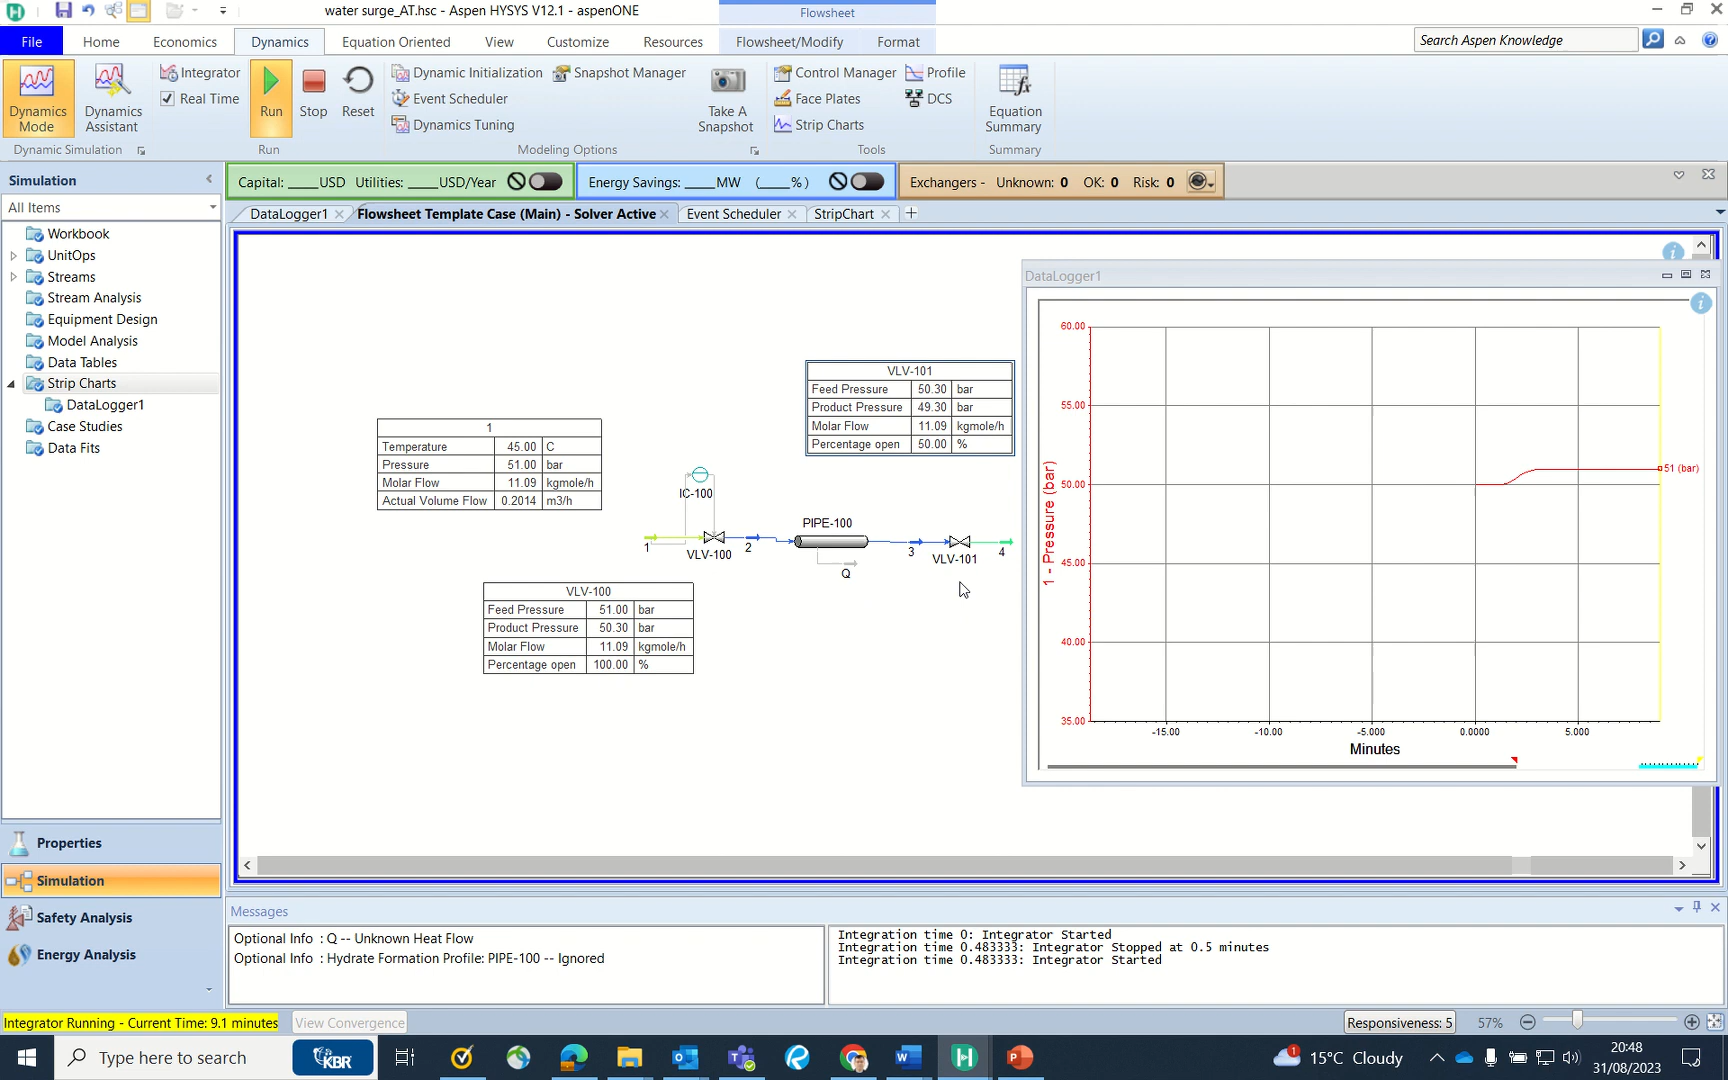 water surge_AT.hsc - Aspen HYSYS V12.1 - aspenONE
Flowsheet
File
Home
Economics
Dynamics
Equation Oriented
View
Customize
Resources
Flowsheet/Modify
Format
Search Aspen Knowledge
Dynamics Mode
Dynamics Assistant
Integrator
Real Time
Run
Stop
Reset
Dynamic Initialization
Snapshot Manager
Event Scheduler
Dynamics Tuning
Take A Snapshot
Control Manager
Profile
Face Plates
DCS
Strip Charts
Equation Summary
Dynamic Simulation
Run
Modeling Options
Tools
Summary
Simulation
All Items
Workbook
UnitOps
Streams
Stream Analysis
Equipment Design
Model Analysis
Data Tables
Strip Charts
DataLogger1
Case Studies
Data Fits
Properties
Simulation
Safety Analysis
Energy Analysis
Capital: ____USD Utilities: ____USD/Year
Energy Savings: ____MW (____%)
Exchangers - Unknown: 0 OK: 0 Risk: 0
DataLogger1
Flowsheet Template Case (Main) - Solver Active
Event Scheduler
StripChart
1
Temperature 45.00 C
Pressure 51.00 bar
Molar Flow 11.09 kgmole/h
Actual Volume Flow 0.2014 m3/h
VLV-101
Feed Pressure 50.30 bar
Product Pressure 49.30 bar
Molar Flow 11.09 kgmole/h
Percentage open 50.00 %
IC-100
1
VLV-100
2
PIPE-100
Q
3
VLV-101
4
VLV-100
Feed Pressure 51.00 bar
Product Pressure 50.30 bar
Molar Flow 11.09 kgmole/h
Percentage open 100.00 %
DataLogger1
60.00
55.00
50.00
45.00
40.00
35.00
1 - Pressure (bar)
51 (bar)
-15.00
-10.00
-5.000
0.0000
5.000
Minutes
Messages
Optional Info : Q -- Unknown Heat Flow
Optional Info : Hydrate Formation Profile: PIPE-100 -- Ignored
Integration time 0: Integrator Started
Integration time 0.483333: Integrator Stopped at 0.5 minutes
Integration time 0.483333: Integrator Started
Integrator Running - Current Time: 9.1 minutes
View Convergence
Responsiveness: 5
57%
Type here to search
KBR
1
15°C Cloudy
20:48
31/08/2023